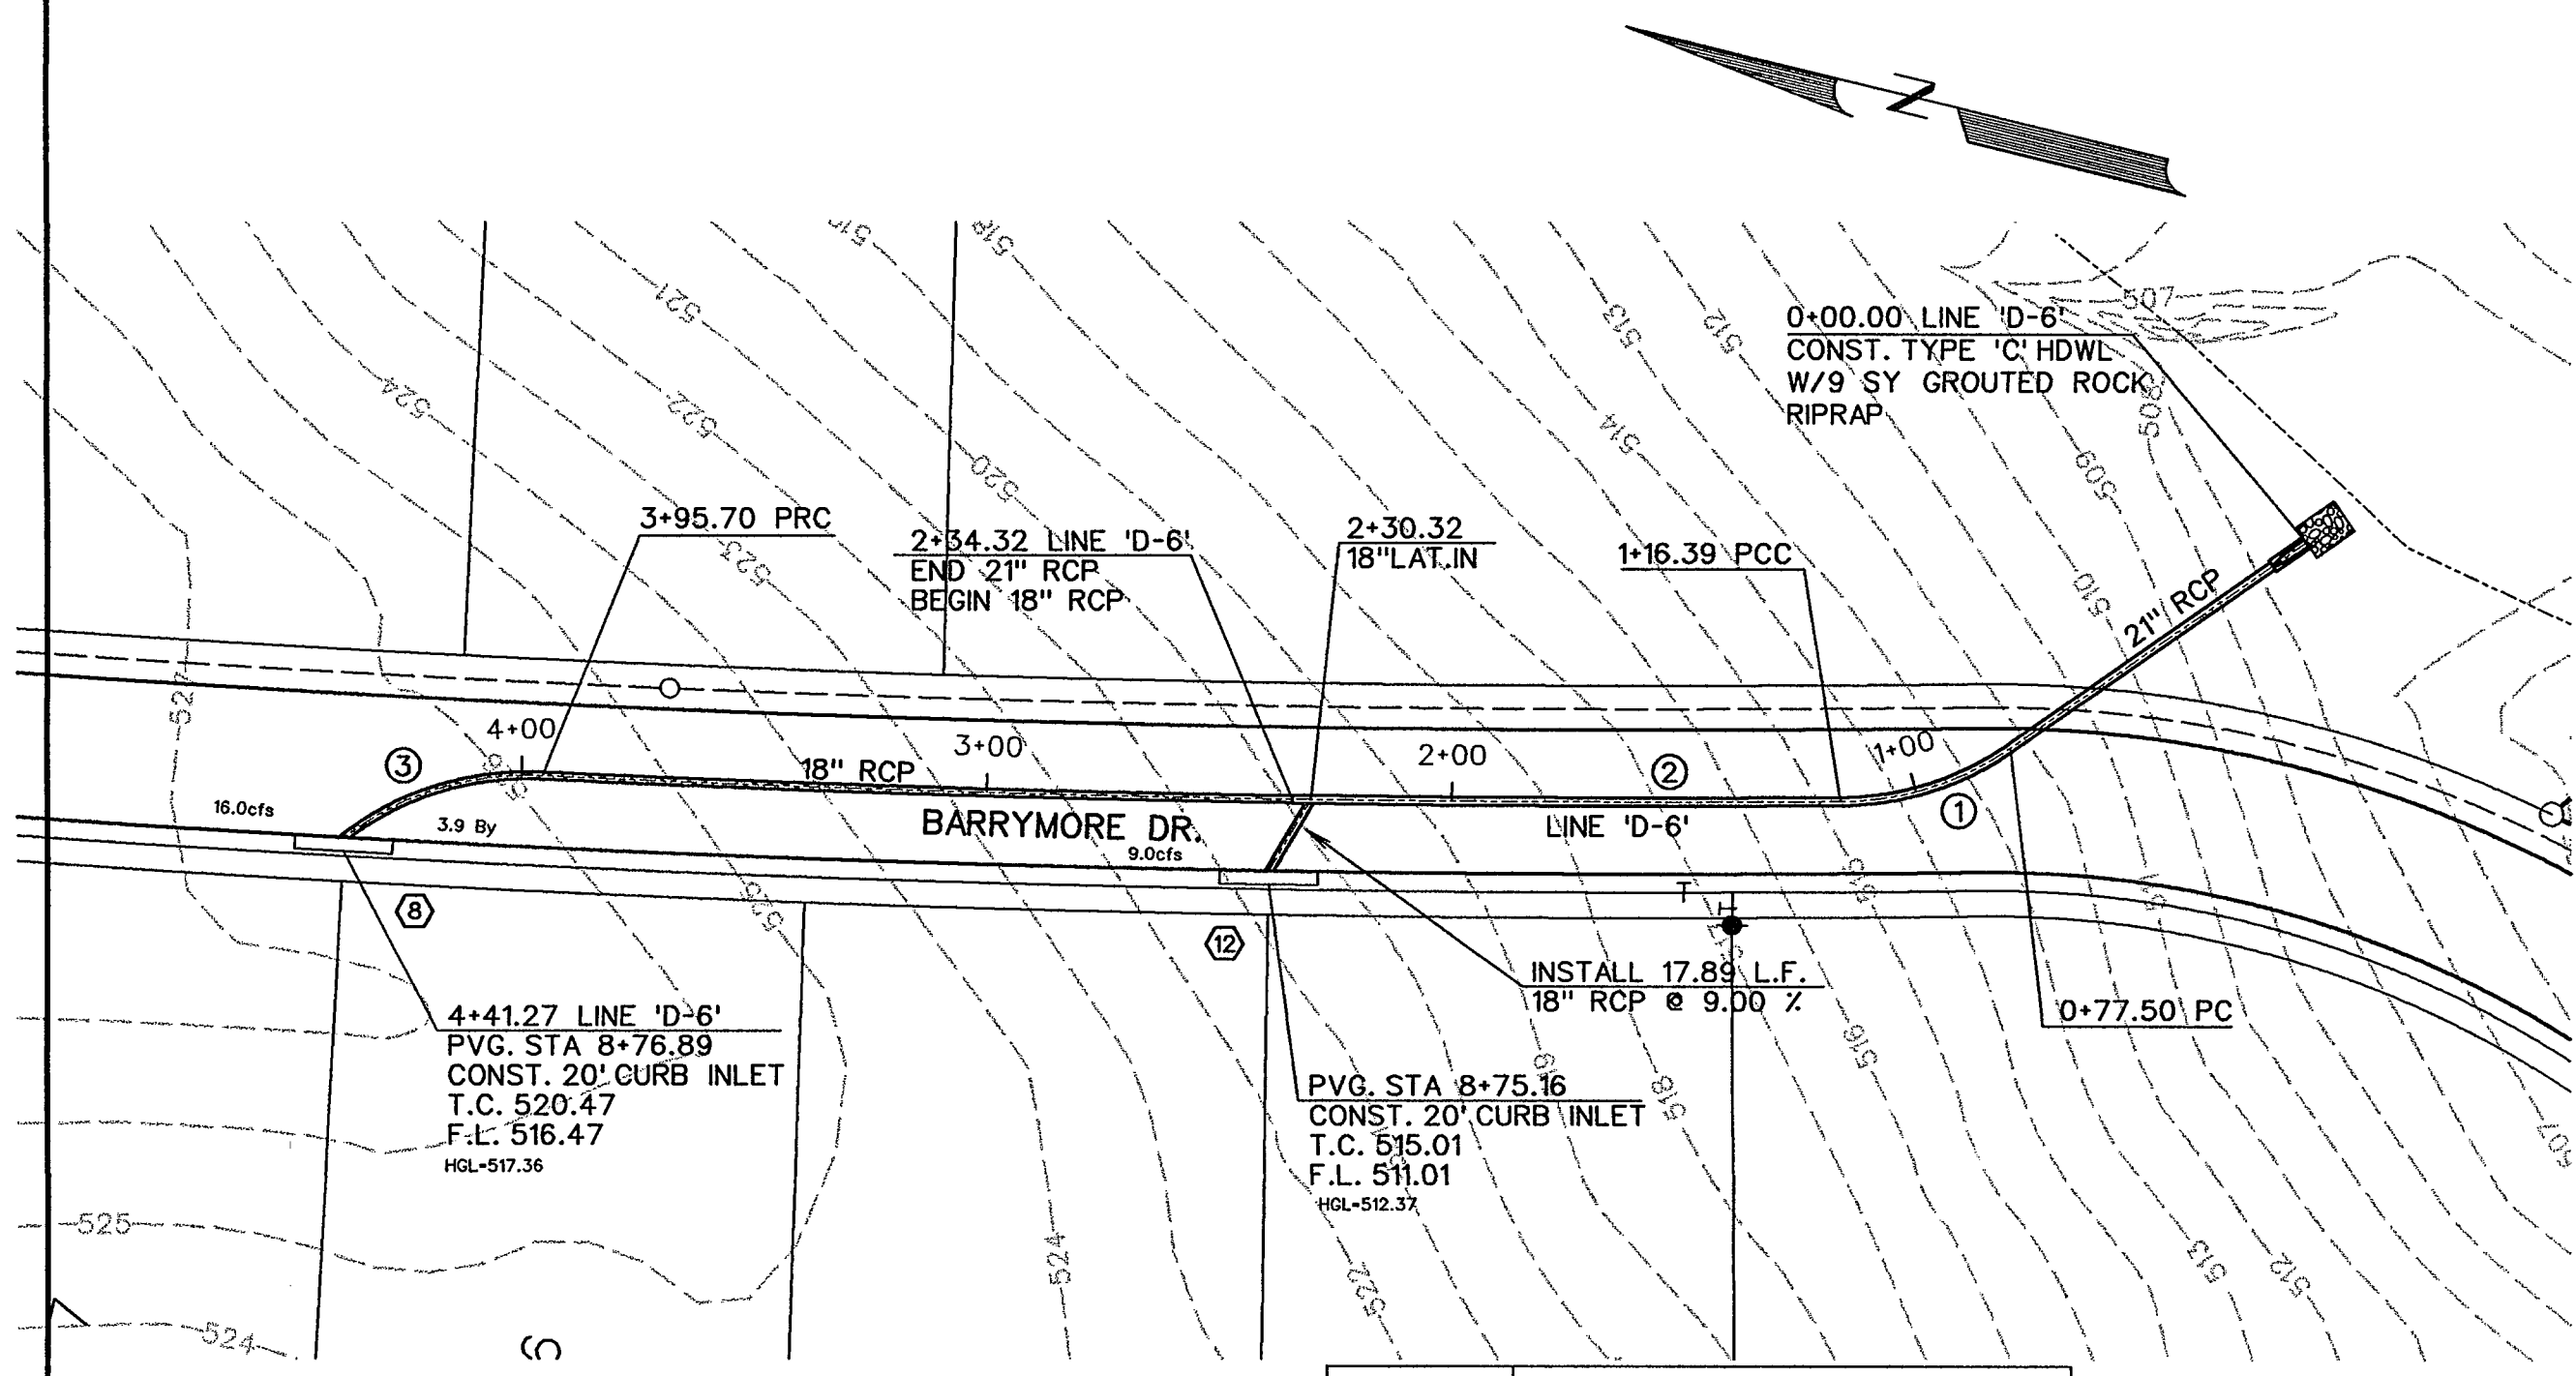 N
518
521
507
513
512
0+00.00 LINE 'D-6'
CONST. TYPE 'C' HDWL
W/9 SY GROUTED ROCK
RIPRAP
524
522
508
514
509
520
3+95.70 PRC
2+34.32 LINE 'D-6'
END 21" RCP
BEGIN 18" RCP
2+30.32
18"LAT.IN
1+16.39 PCC
523
510
21" RCP
527
4+00
3+00
2+00
1+00
3
18" RCP
2
1
16.0cfs
3.9 By
BARRYMORE DR.
9.0cfs
LINE 'D-6'
8
12
T
INSTALL 17.89 L.F.
18" RCP @ 9.00 %
0+77.50 PC
4+41.27 LINE 'D-6'
PVG. STA 8+76.89
CONST. 20' CURB INLET
T.C. 520.47
F.L. 516.47
HGL=517.36
PVG. STA 8+75.16
CONST. 20' CURB INLET
T.C. 515.01
F.L. 511.01
HGL=512.37
516
519
518
507
525
524
522
513
512
524